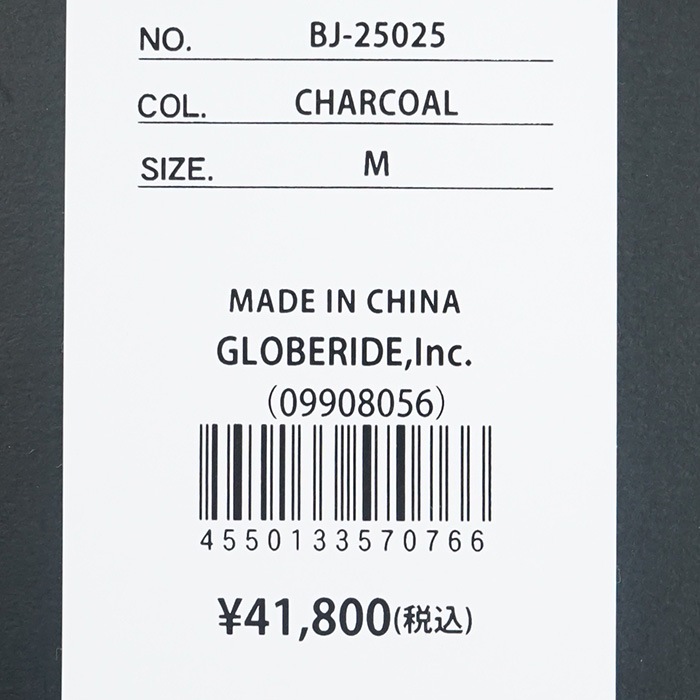 NO. BJ-25025
COL. CHARCOAL
SIZE. M
MADE IN CHINA
GLOBERIDE,Inc.
(09908056)
4550133570766
¥41,800(税込)